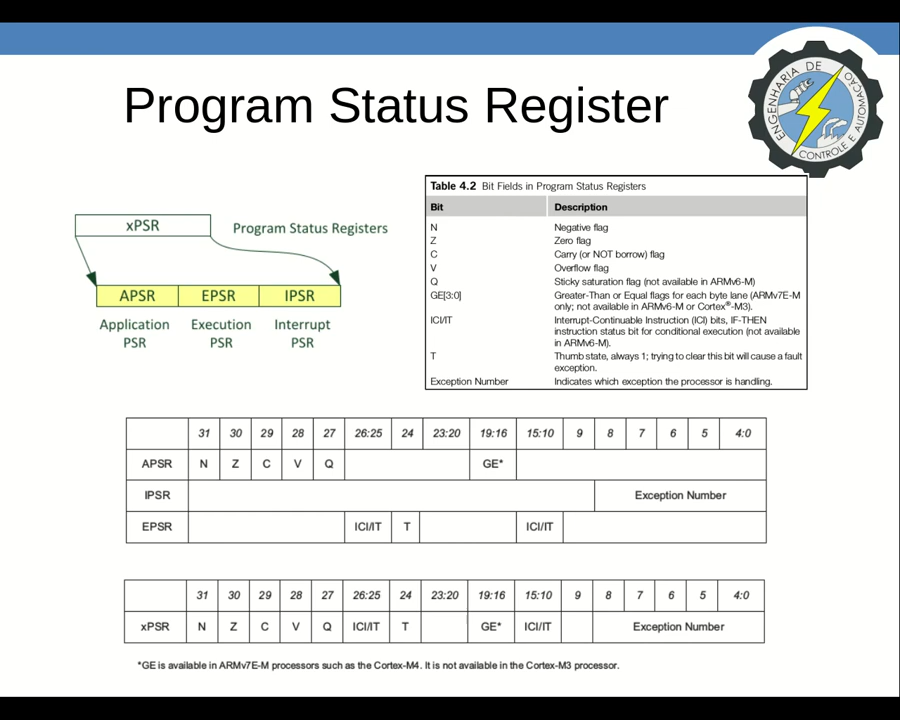 Program Status Register
ENGENHARIA DE
CONTROLE E AUTOMAÇÃO
xPSR
Program Status Registers
APSR EPSR IPSR
Application Execution Interrupt
PSR PSR PSR
Table 4.2 Bit Fields in Program Status Registers
Bit Description
N Negative flag
Z Zero flag
C Carry (or NOT borrow) flag
V Overflow flag
Q Sticky saturation flag (not available in ARMv6-M)
GE[3:0] Greater-Than or Equal flags for each byte lane (ARMv7E-M
only; not available in ARMv6-M or Cortex®-M3).
ICI/IT Interrupt-Continuable Instruction (ICI) bits, IF-THEN
instruction status bit for conditional execution (not available
in ARMv6-M).
T Thumb state, always 1; trying to clear this bit will cause a fault
exception.
Exception Number Indicates which exception the processor is handling.
31 30 29 28 27 26:25 24 23:20 19:16 15:10 9 8 7 6 5 4:0
APSR N Z C V Q GE*
IPSR Exception Number
EPSR ICI/IT T ICI/IT
31 30 29 28 27 26:25 24 23:20 19:16 15:10 9 8 7 6 5 4:0
xPSR N Z C V Q ICI/IT T GE* ICI/IT Exception Number
*GE is available in ARMv7E-M processors such as the Cortex-M4. It is not available in the Cortex-M3 processor.